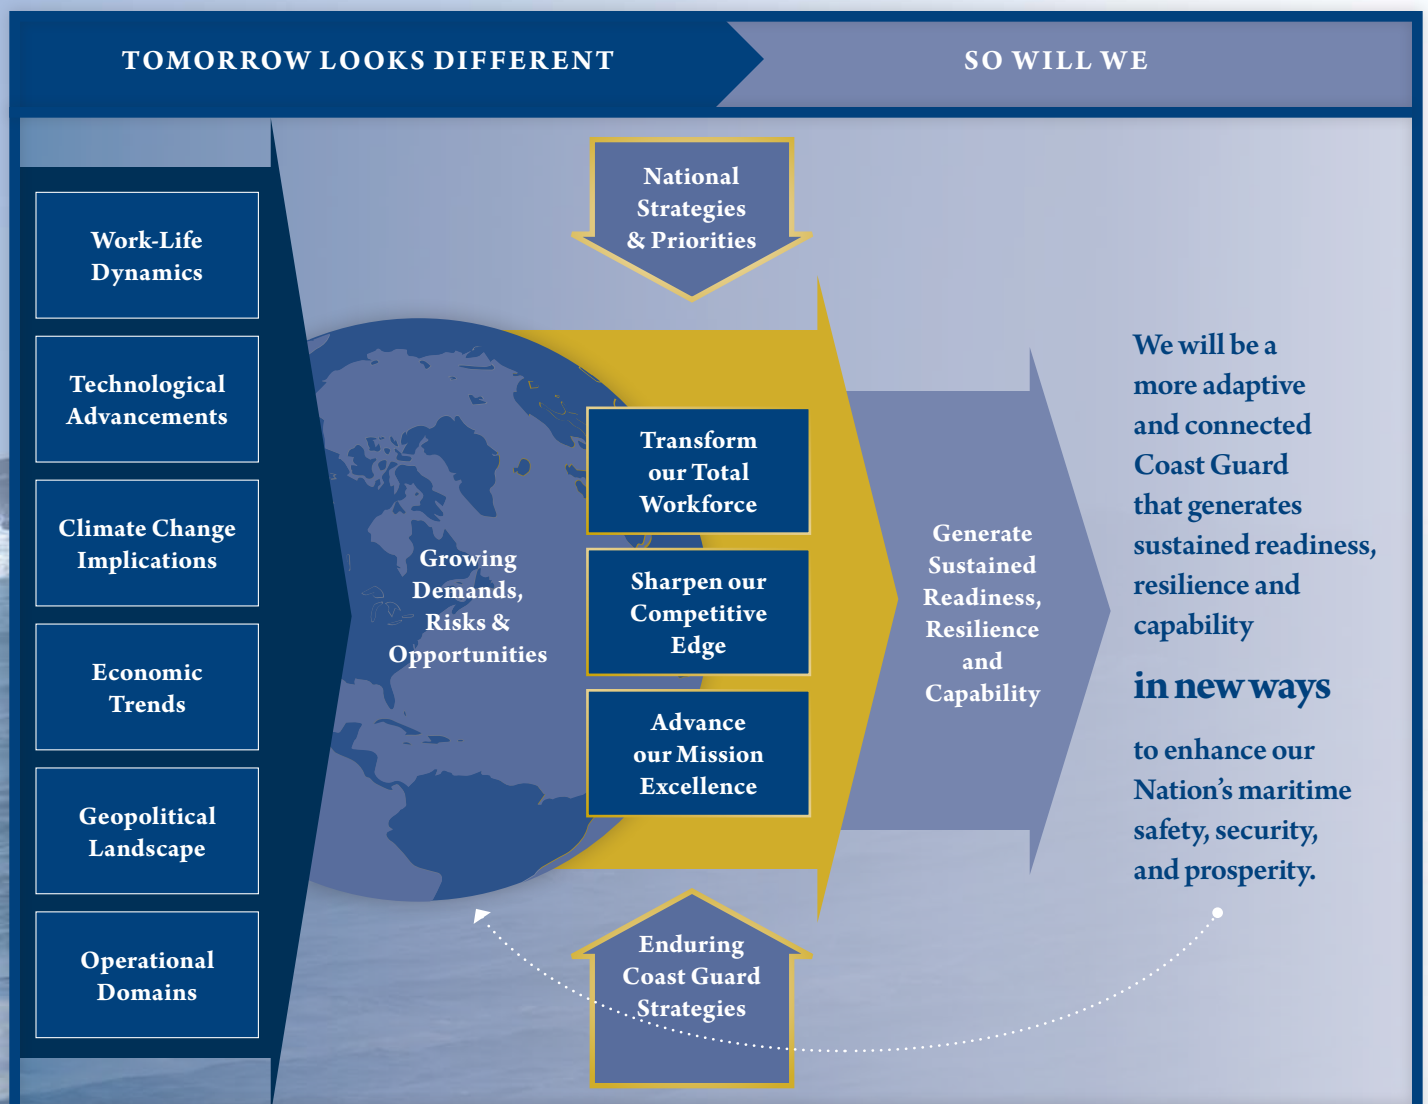 TOMORROW LOOKS DIFFERENT
SO WILL WE
Work-Life
Dynamics
Technological
Advancements
Climate Change
Implications
Economic
Trends
Geopolitical
Landscape
Operational
Domains
Growing
Demands,
Risks &
Opportunities
National
Strategies
& Priorities
Transform
our Total
Workforce
Sharpen our
Competitive
Edge
Advance
our Mission
Excellence
Enduring
Coast Guard
Strategies
Generate
Sustained
Readiness,
Resilience
and
Capability
We will be a
more adaptive
and connected
Coast Guard
that generates
sustained readiness,
resilience and
capability
in new ways
to enhance our
Nation’s maritime
safety, security,
and prosperity.